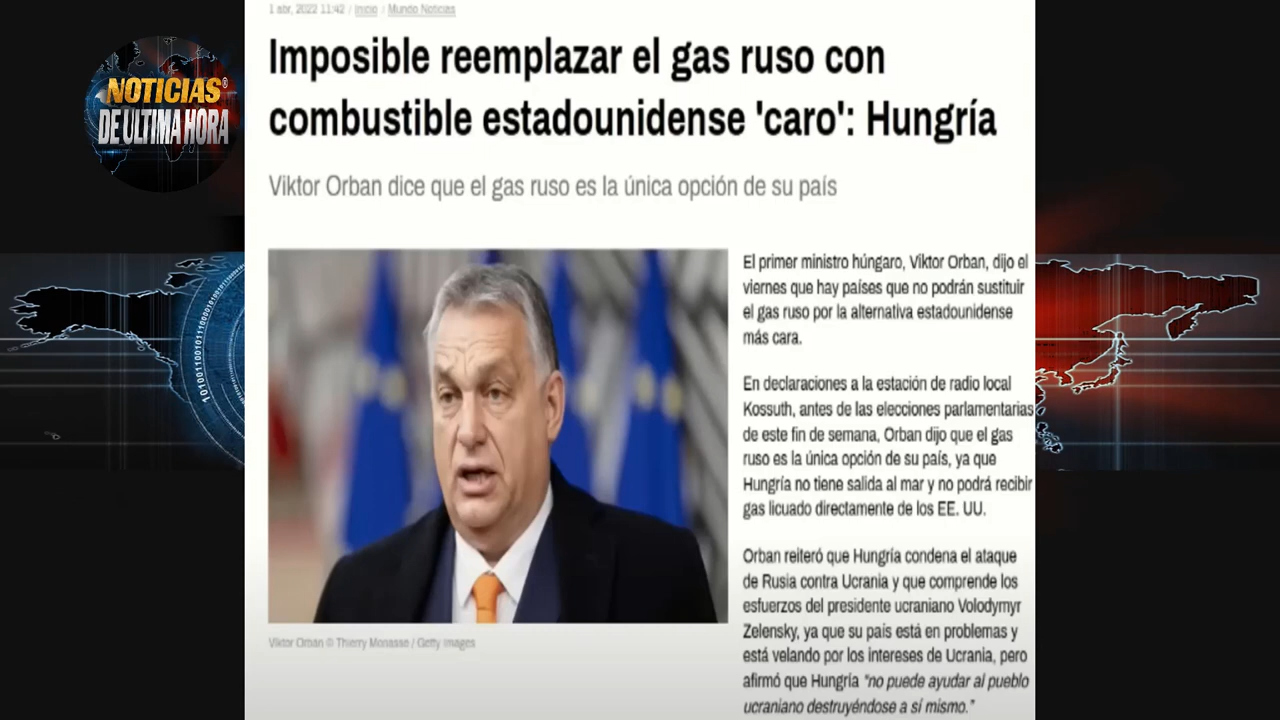 1 abr, 2022 11:42 / Inicio / Mundo Noticias
Imposible reemplazar el gas ruso con
combustible estadounidense 'caro': Hungría
Viktor Orban dice que el gas ruso es la única opción de su país
NOTICIAS®
DE ULTIMA HORA
El primer ministro húngaro, Viktor Orban, dijo el
viernes que hay países que no podrán sustituir
el gas ruso por la alternativa estadounidense
más cara.
En declaraciones a la estación de radio local
Kossuth, antes de las elecciones parlamentarias
de este fin de semana, Orban dijo que el gas
ruso es la única opción de su país, ya que
Hungría no tiene salida al mar y no podrá recibir
gas licuado directamente de los EE. UU.
Orban reiteró que Hungría condena el ataque
de Rusia contra Ucrania y que comprende los
esfuerzos del presidente ucraniano Volodymyr
Zelensky, ya que su país está en problemas y
está velando por los intereses de Ucrania, pero
afirmó que Hungría "no puede ayudar al pueblo
ucraniano destruyéndose a sí mismo."
Viktor Orban © Thierry Monasse / Getty Images